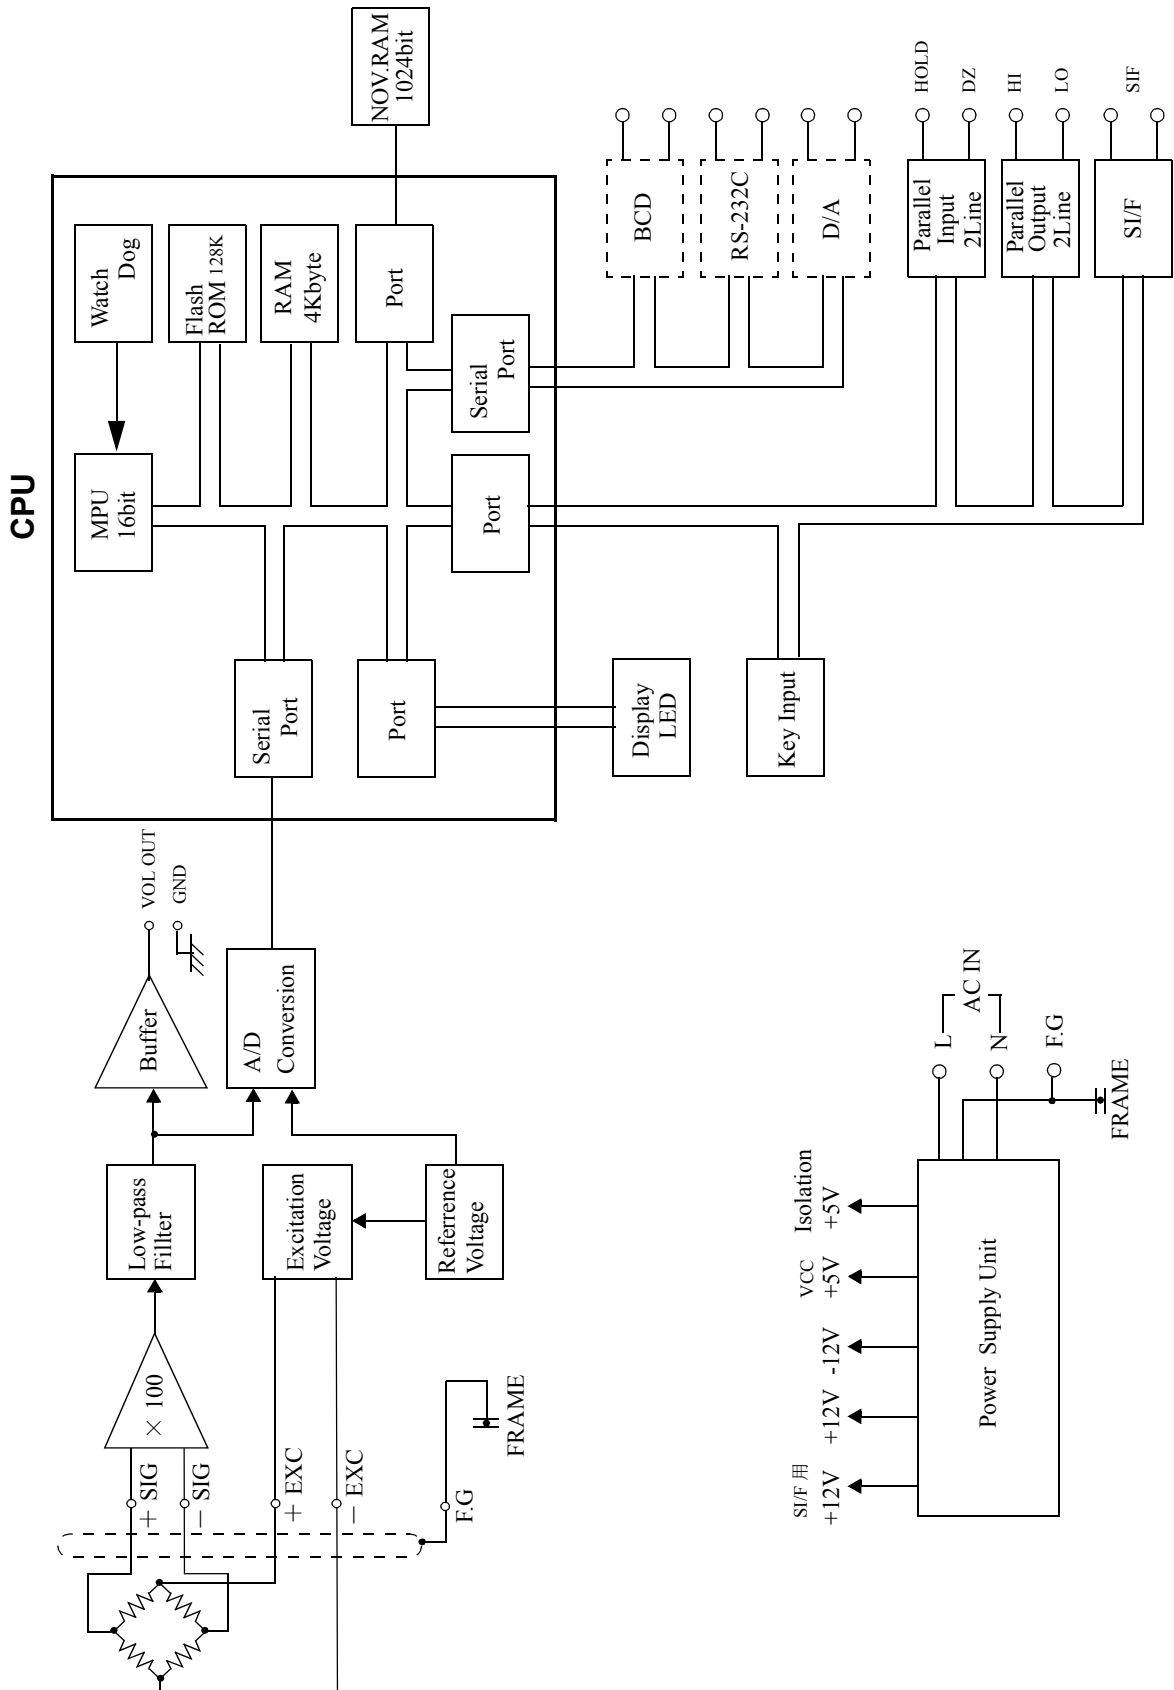 CPU
NOV.RAM
1024bit
Watch
Dog
Flash
ROM 128K
RAM
4Kbyte
Port
MPU
16bit
Serial
Port
Port
Serial
Port
Port
BCD
RS-232C
D/A
Parallel
Input
2Line
HOLD
DZ
Parallel
Output
2Line
HI
LO
SI/F
SIF
Display
LED
Key Input
VOL OUT
GND
Buffer
A/D
Conversion
Low-pass
Fillter
Excitation
Voltage
Referrence
Voltage
× 100
+ SIG
− SIG
+ EXC
− EXC
F.G
FRAME
SI/F 用
+12V
+12V
-12V
VCC
+5V
Isolation
+5V
Power Supply Unit
L
N
AC IN
F.G
FRAME